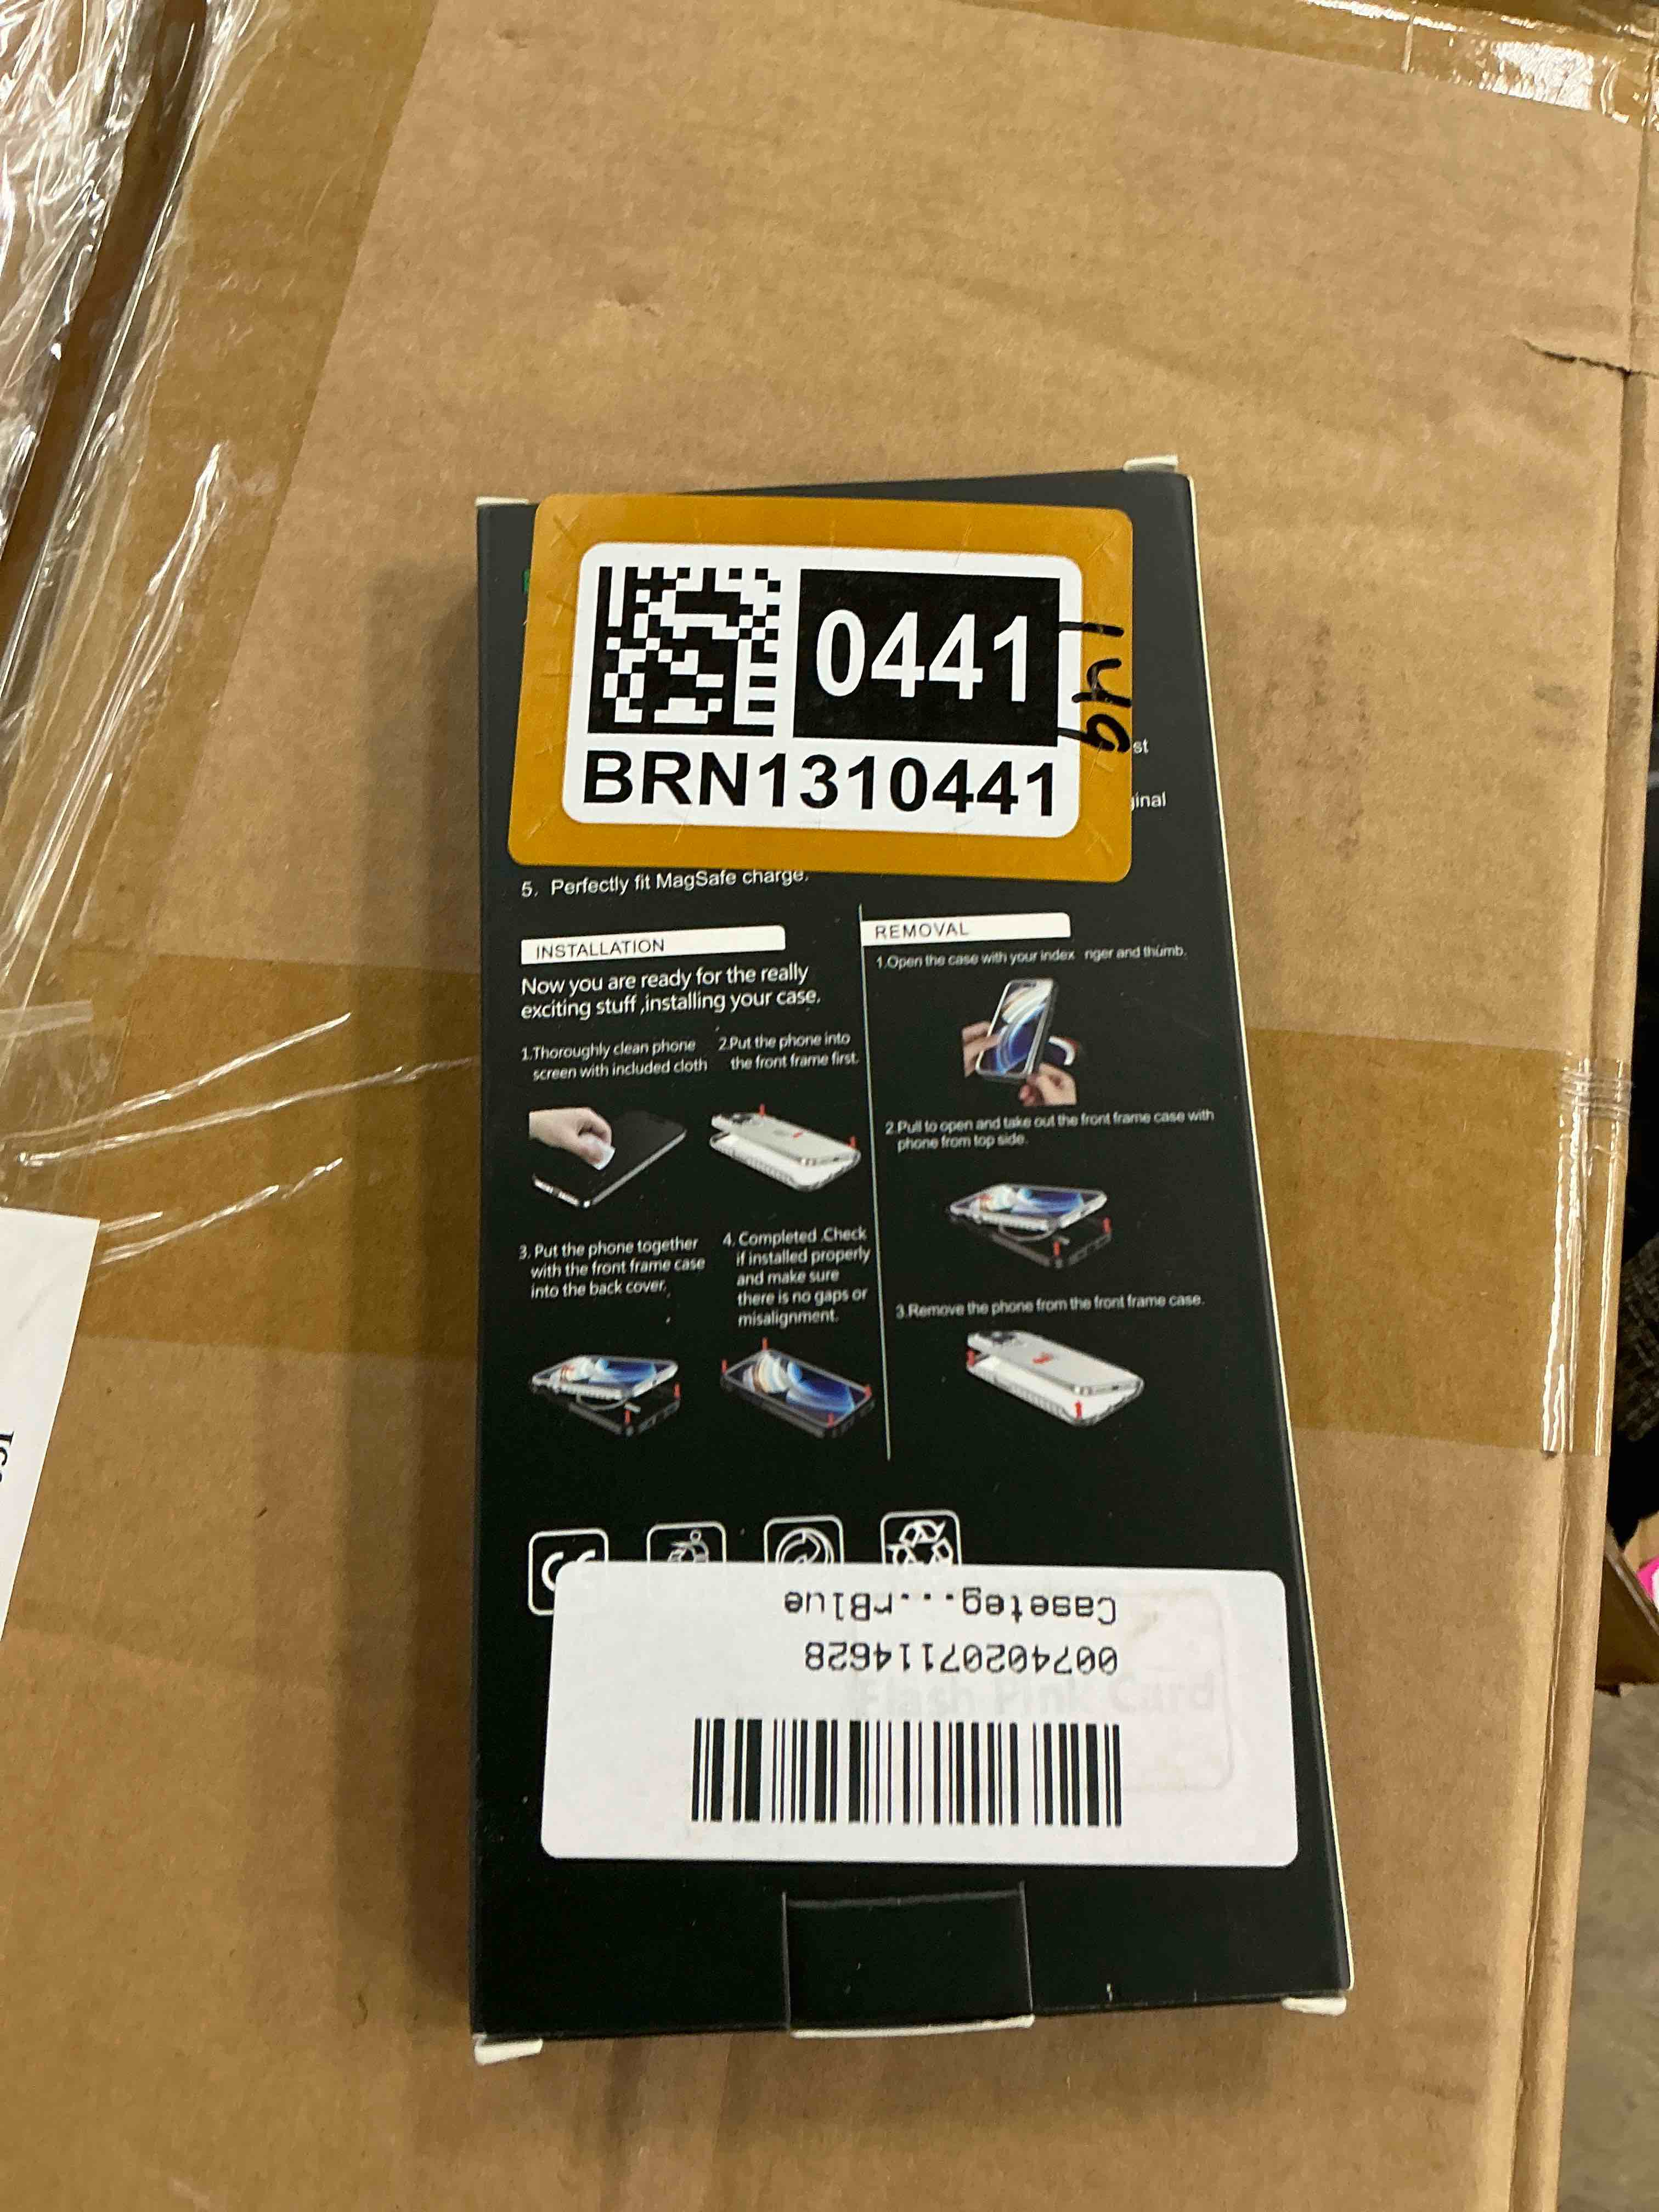 0441
BRN1310441
149
st
ginal
5. Perfectly fit MagSafe charge.
INSTALLATION
Now you are ready for the really
exciting stuff ,installing your case.
1.Thoroughly clean phone
screen with included cloth
2.Put the phone into
the front frame first.
3. Put the phone together
with the front frame case
into the back cover.
4. Completed .Check
if installed properly
and make sure
there is no gaps or
misalignment.
REMOVAL
1.Open the case with your index nger and thumb.
2.Pull to open and take out the front frame case with
phone from top side.
3.Remove the phone from the front frame case.
CE
Caseteg...rBlue
00740207114628
Flash Pink Card